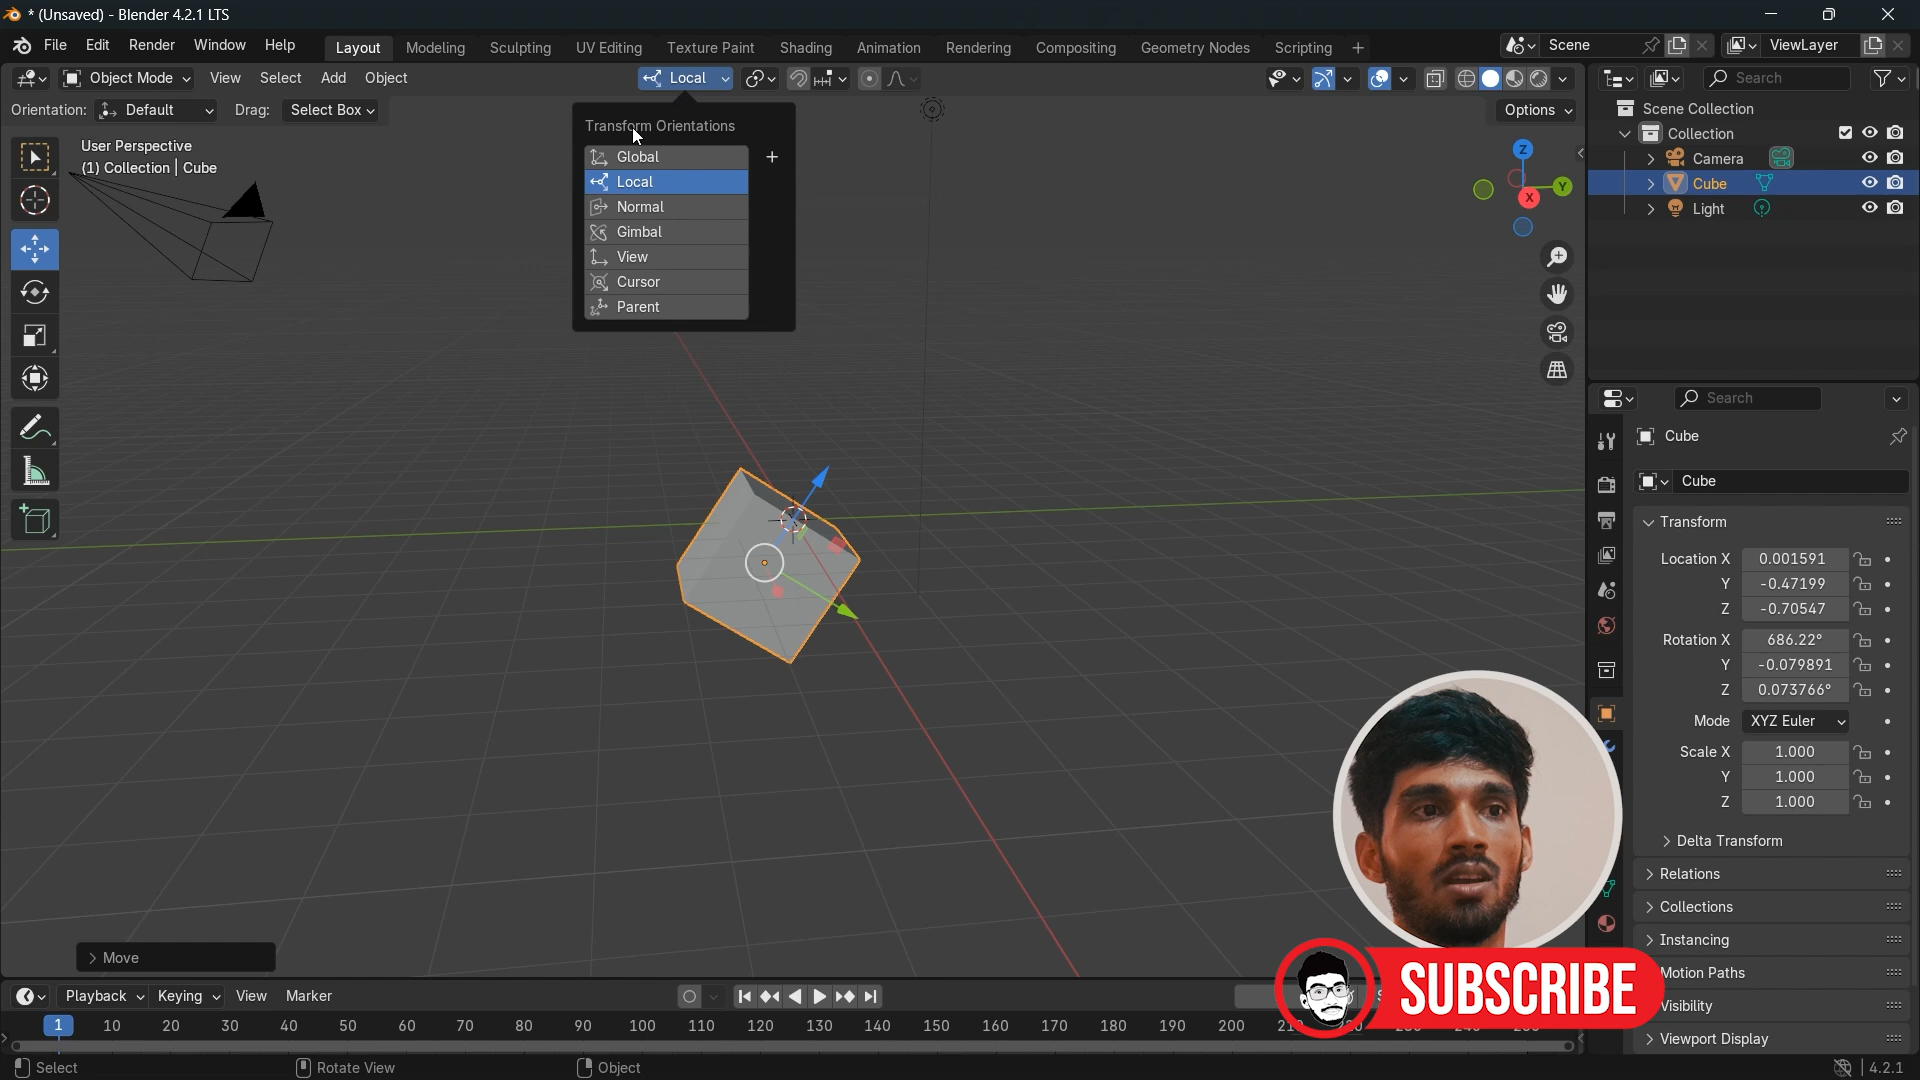 * (Unsaved) - Blender 4.2.1 LTS
File Edit Render Window Help Layout Modeling Sculpting UV Editing Texture Paint Shading Animation Rendering Compositing Geometry Nodes Scripting + Scene ViewLayer
Object Mode View Select Add Object Local Search
Orientation: Default Drag: Select Box Options
User Perspective
(1) Collection | Cube
Transform Orientations
Global +
Local
Normal
Gimbal
View
Cursor
Parent
Z
Y
X
Scene Collection
Collection
Camera
Cube
Light
Search
Cube
Cube
Transform
Location X 0.001591
Y -0.47199
Z -0.70547
Rotation X 686.22°
Y -0.079891
Z 0.073766°
Mode XYZ Euler
Scale X 1.000
Y 1.000
Z 1.000
Delta Transform
Relations
Collections
Instancing
Motion Paths
Visibility
Viewport Display
Move
SUBSCRIBE
Playback Keying View Marker
1 10 20 30 40 50 60 70 80 90 100 110 120 130 140 150 160 170 180 190 200
Select Rotate View Object 4.2.1